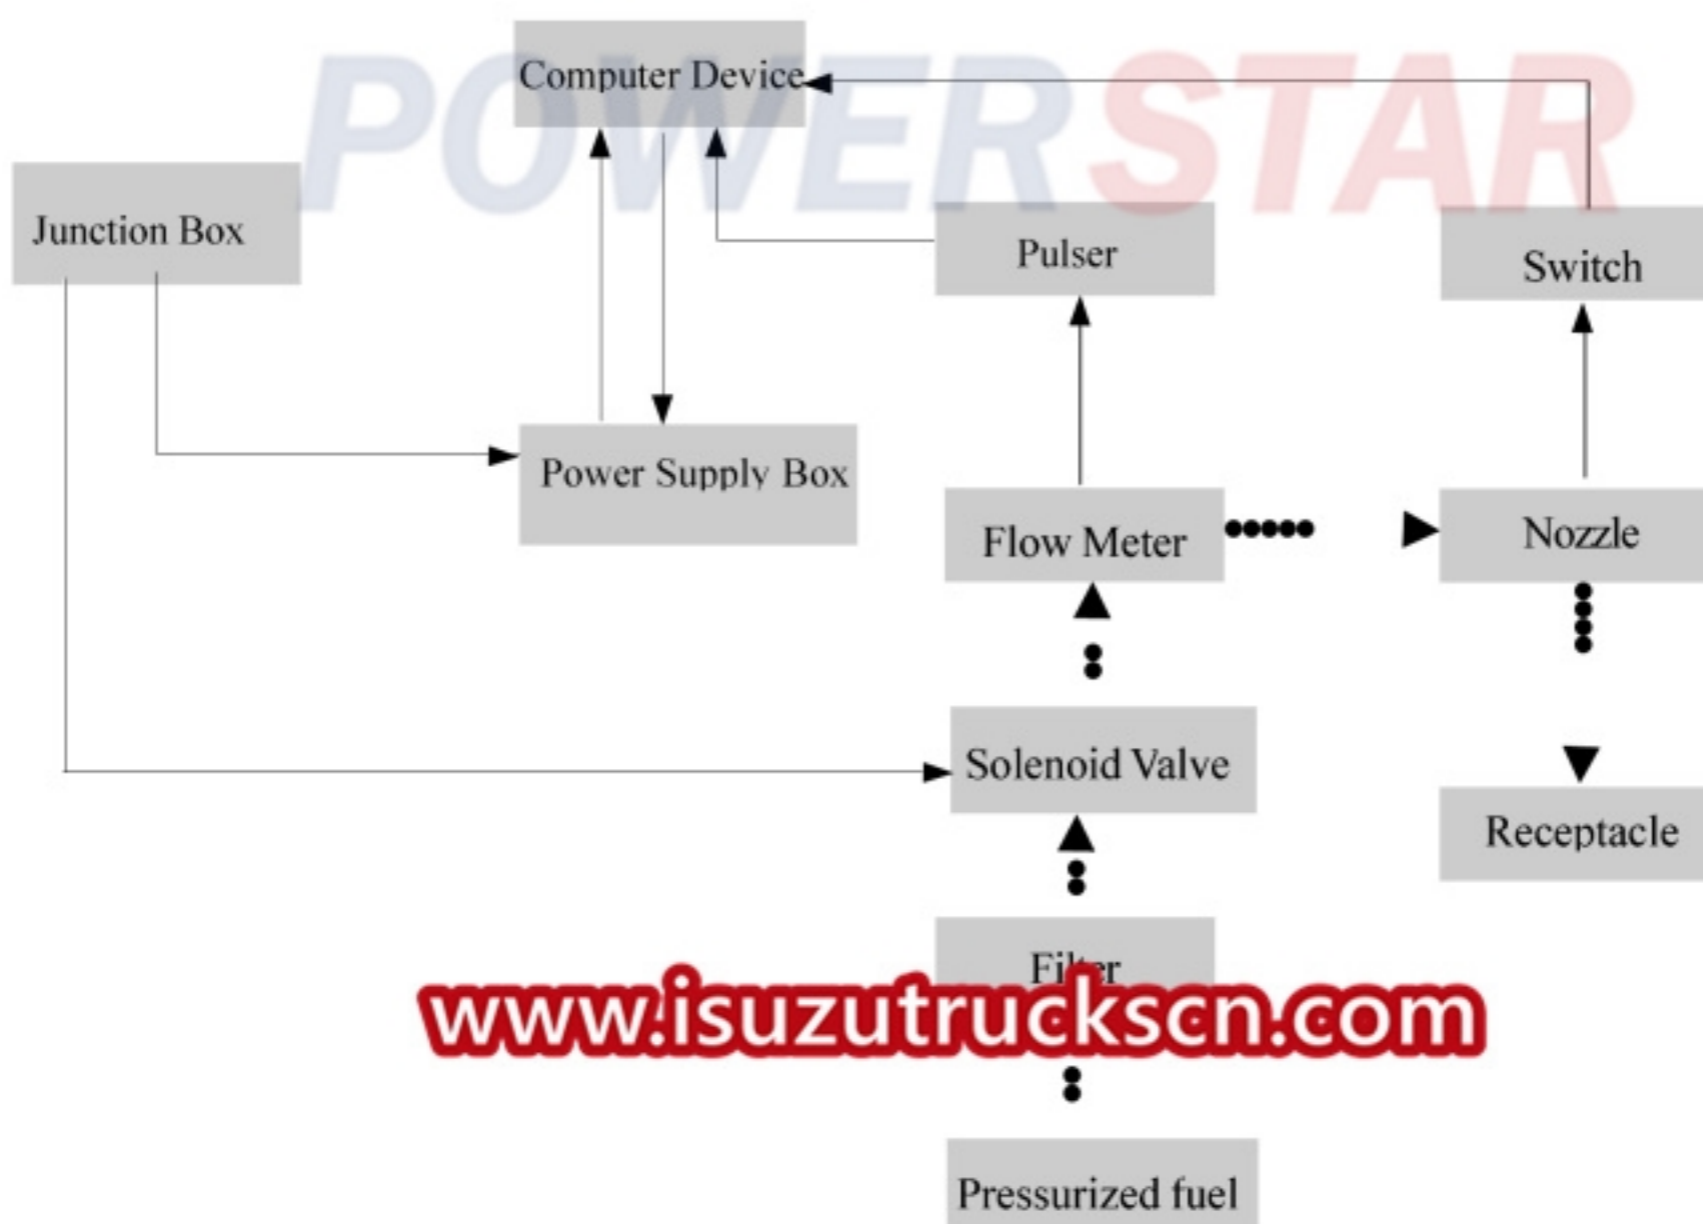 POWERSTAR
Computer Device
Junction Box
Pulser
Switch
Power Supply Box
Flow Meter
Nozzle
Solenoid Valve
Receptacle
Filter
www.isuzutruckscn.com
Pressurized fuel